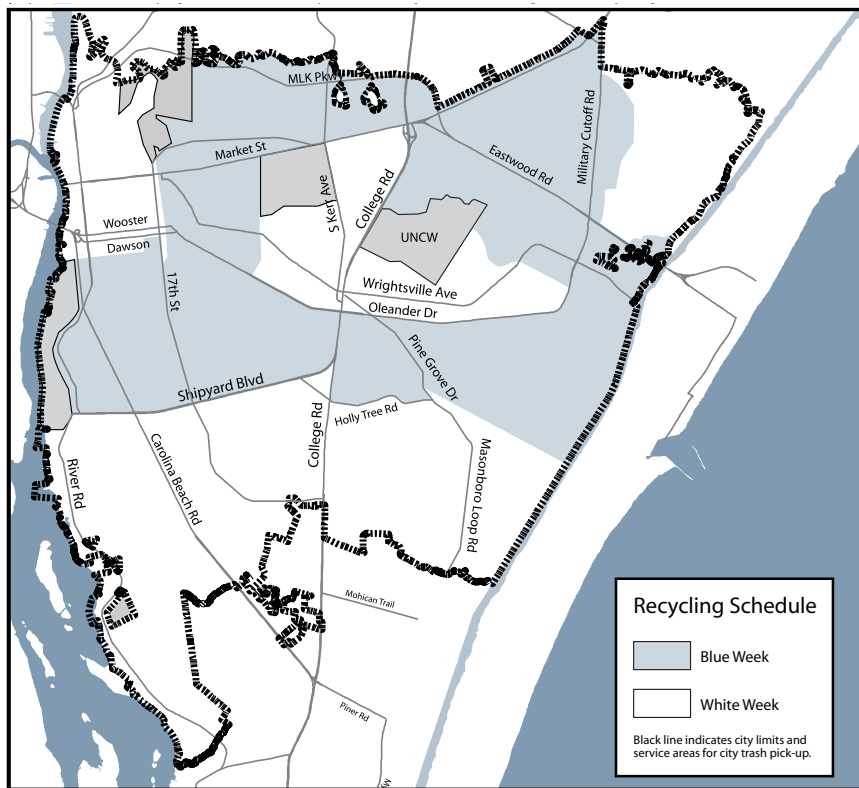 MLK Pkwy
Market St
Eastwood Rd
Military Cutoff Rd
S Kerr Ave
College Rd
UNCW
Wooster
Dawson
17th St
Wrightsville Ave
Oleander Dr
Pine Grove Dr
Shipyard Blvd
Holly Tree Rd
College Rd
Carolina Beach Rd
River Rd
Masonboro Loop Rd
Mohican Trail
Piner Rd
My
Recycling Schedule
Blue Week
White Week
Black line indicates city limits and
service areas for city trash pick-up.